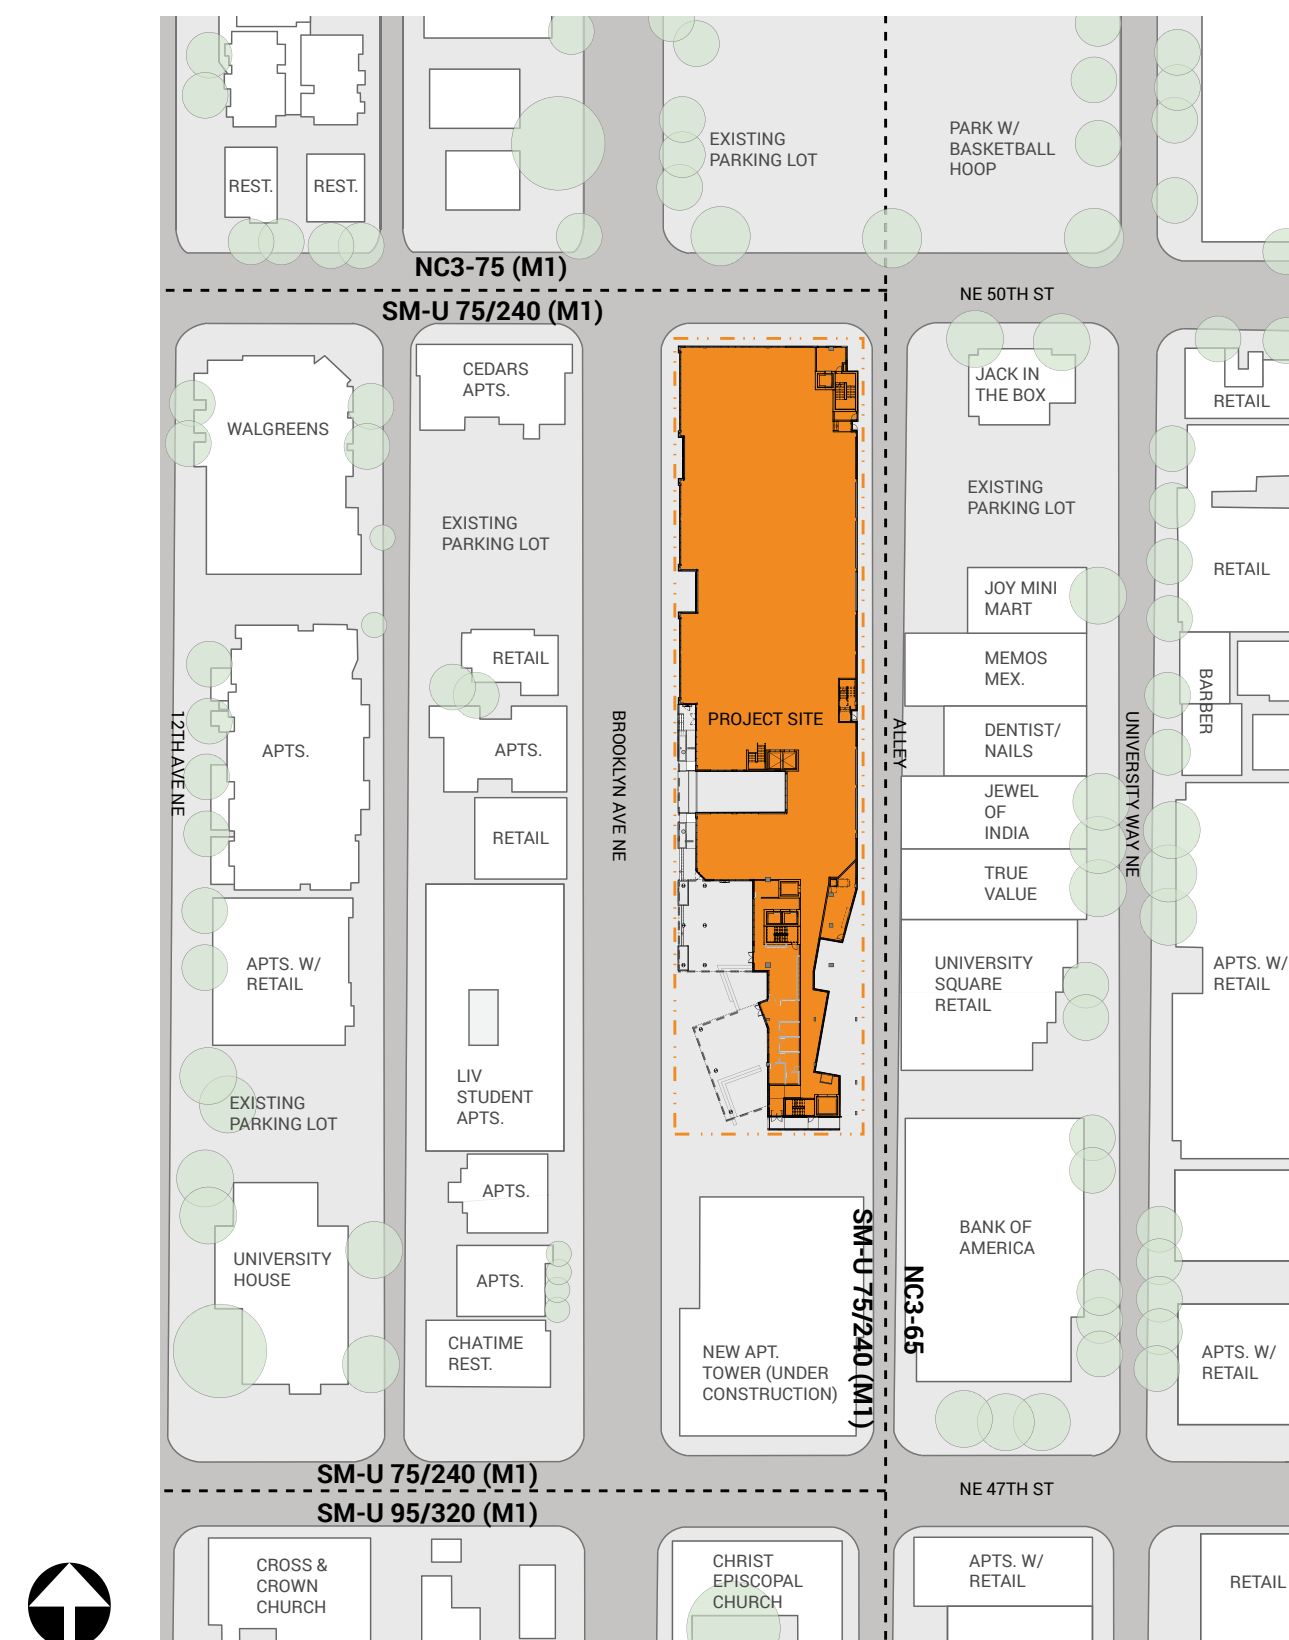 EXISTING
PARKING LOT
PARK W/
BASKETBALL
HOOP
REST.
REST.
NC3-75 (M1)
SM-U 75/240 (M1)
NE 50TH ST
WALGREENS
CEDARS
APTS.
JACK IN
THE BOX
RETAIL
EXISTING
PARKING LOT
EXISTING
PARKING LOT
RETAIL
JOY MINI
MART
RETAIL
MEMOS
MEX.
BARBER
12TH AVE NE
APTS.
APTS.
BROOKLYN AVE NE
PROJECT SITE
ALLEY
DENTIST/
NAILS
UNIVERSITY WAY NE
RETAIL
JEWEL
OF
INDIA
TRUE
VALUE
APTS. W/
RETAIL
UNIVERSITY
SQUARE
RETAIL
APTS. W/
RETAIL
EXISTING
PARKING LOT
LIV
STUDENT
APTS.
APTS.
UNIVERSITY
HOUSE
APTS.
CHATIME
REST.
NEW APT.
TOWER (UNDER
CONSTRUCTION)
SM-U 75/240 (M1)
NC3-65
BANK OF
AMERICA
APTS. W/
RETAIL
SM-U 75/240 (M1)
SM-U 95/320 (M1)
NE 47TH ST
CROSS &
CROWN
CHURCH
CHRIST
EPISCOPAL
CHURCH
APTS. W/
RETAIL
RETAIL